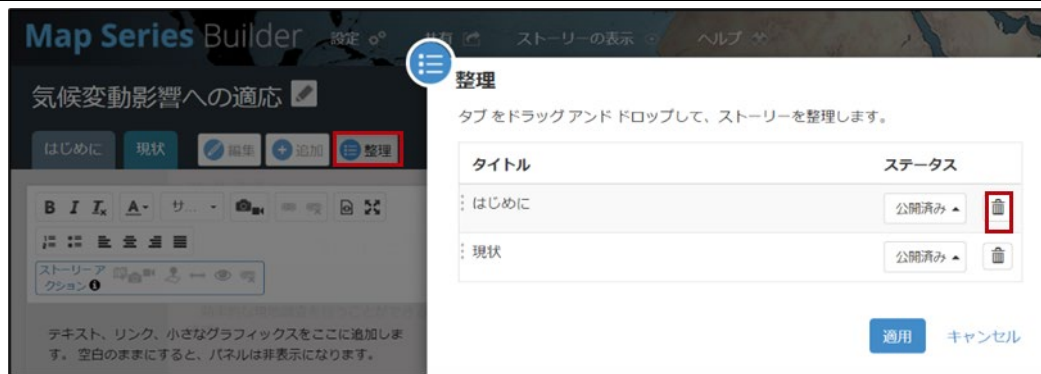 Map Series Builder 設定 共有 ストーリーの表示 ヘルプ
気候変動影響への適応
はじめに 現状 編集 追加 整理
B I Tx A サ...
ストーリーア
クション
テキスト、リンク、小さなグラフィックスをここに追加しま
す。 空白のままにすると、パネルは非表示になります。
整理
タブ をドラッグ アンド ドロップして、ストーリーを整理します。
タイトル ステータス
はじめに 公開済み
現状 公開済み
適用 キャンセル